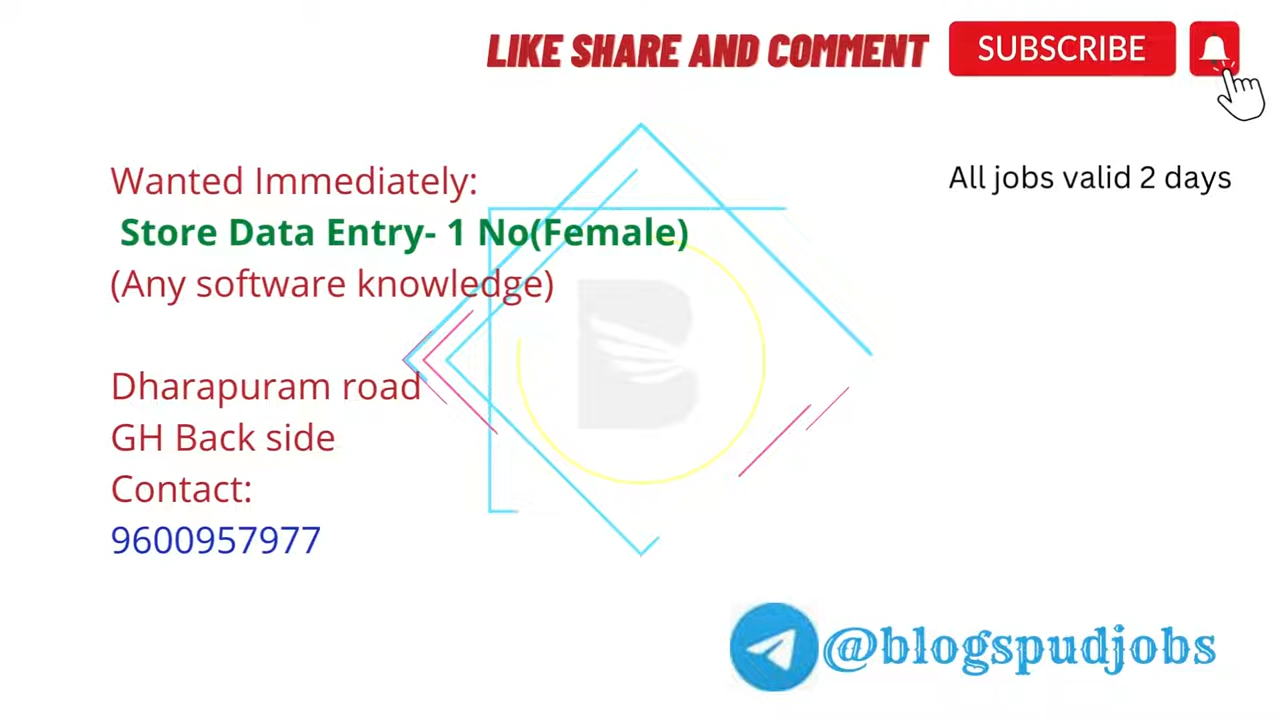 LIKE SHARE AND COMMENT
SUBSCRIBE
Wanted Immediately:
All jobs valid 2 days
Store Data Entry- 1 No(Female)
(Any software knowledge)
Dharapuram road
GH Back side
Contact:
9600957977
@blogspudjobs